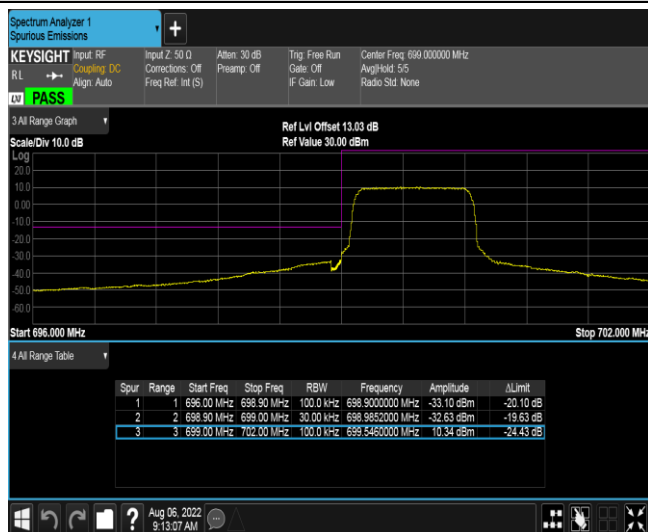 Spectrum Analyzer 1
Spurious Emissions
KEYSIGHT Input: RF Input Z: 50 Ω Atten: 30 dB Trig: Free Run Center Freq: 699.000000 MHz
RL Coupling: DC Corrections: Off Preamp: Off Gate: Off Avg|Hold: 5/5
Align: Auto Freq Ref: Int (S) IF Gain: Low Radio Std: None
LXI PASS
3 All Range Graph
Ref Lvl Offset 13.03 dB
Scale/Div 10.0 dB Ref Value 30.00 dBm
Log
20.0
10.0
0.00
-10.0
-20.0
-30.0
-40.0
-50.0
-60.0
Start 696.000 MHz Stop 702.000 MHz
4 All Range Table
Spur Range Start Freq Stop Freq RBW Frequency Amplitude ΔLimit
1 1 696.00 MHz 698.90 MHz 100.0 kHz 698.9000000 MHz -33.10 dBm -20.10 dB
2 2 698.90 MHz 699.00 MHz 30.00 kHz 698.9852000 MHz -32.63 dBm -19.63 dB
3 3 699.00 MHz 702.00 MHz 100.0 kHz 699.5460000 MHz 10.34 dBm -24.43 dB
? Aug 06, 2022
9:13:07 AM